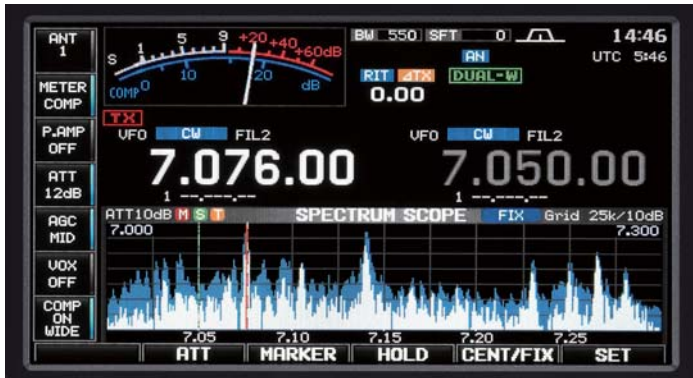 ANT
1
METER
COMP
P.AMP
OFF
ATT
12dB
AGC
MID
VOX
OFF
COMP
ON
WIDE
S 1 5 9 +20 +40 +60dB
COMP 0 10 20 dB
BW 550 SFT 0
14:46
AN
UTC 5:46
RIT ⊿TX DUAL-W
0.00
TX
VFO CW FIL2
VFO CW FIL2
7.076.00
7.050.00
1 --.---.--
1 --.---.--
ATT10dB M S T SPECTRUM SCOPE FIX Grid 25k/10dB
7.000 7.300
7.05 7.10 7.15 7.20 7.25
ATT MARKER HOLD CENT/FIX SET